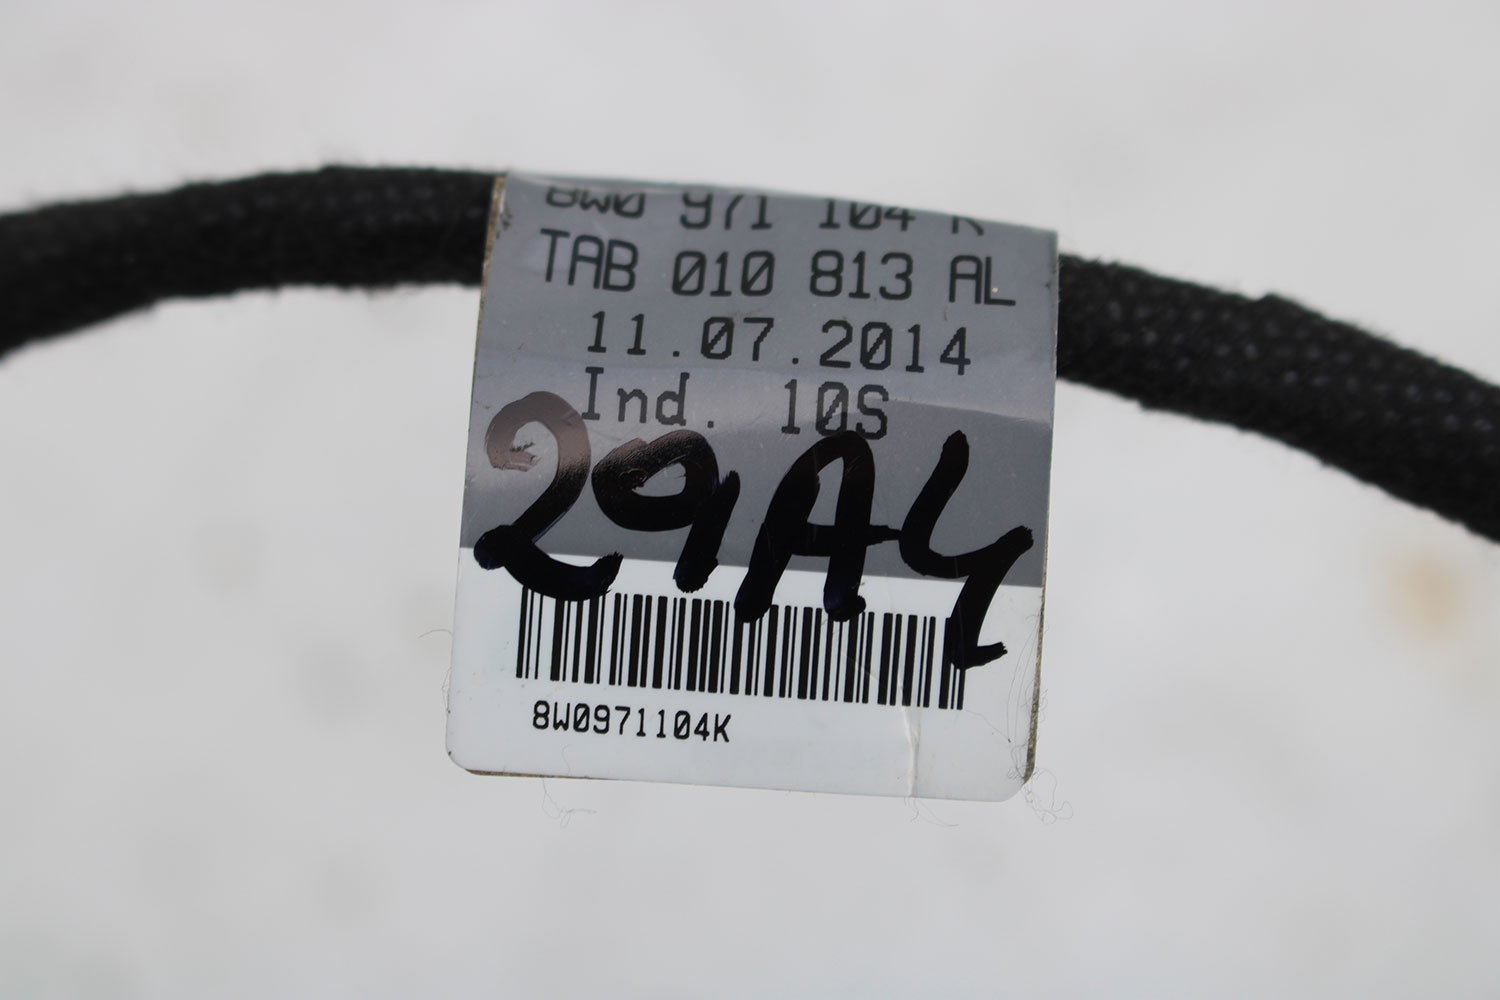 8W0 971 104 K
TAB 010 813 AL
11.07.2014
Ind. 10S
29A4
8W0971104K